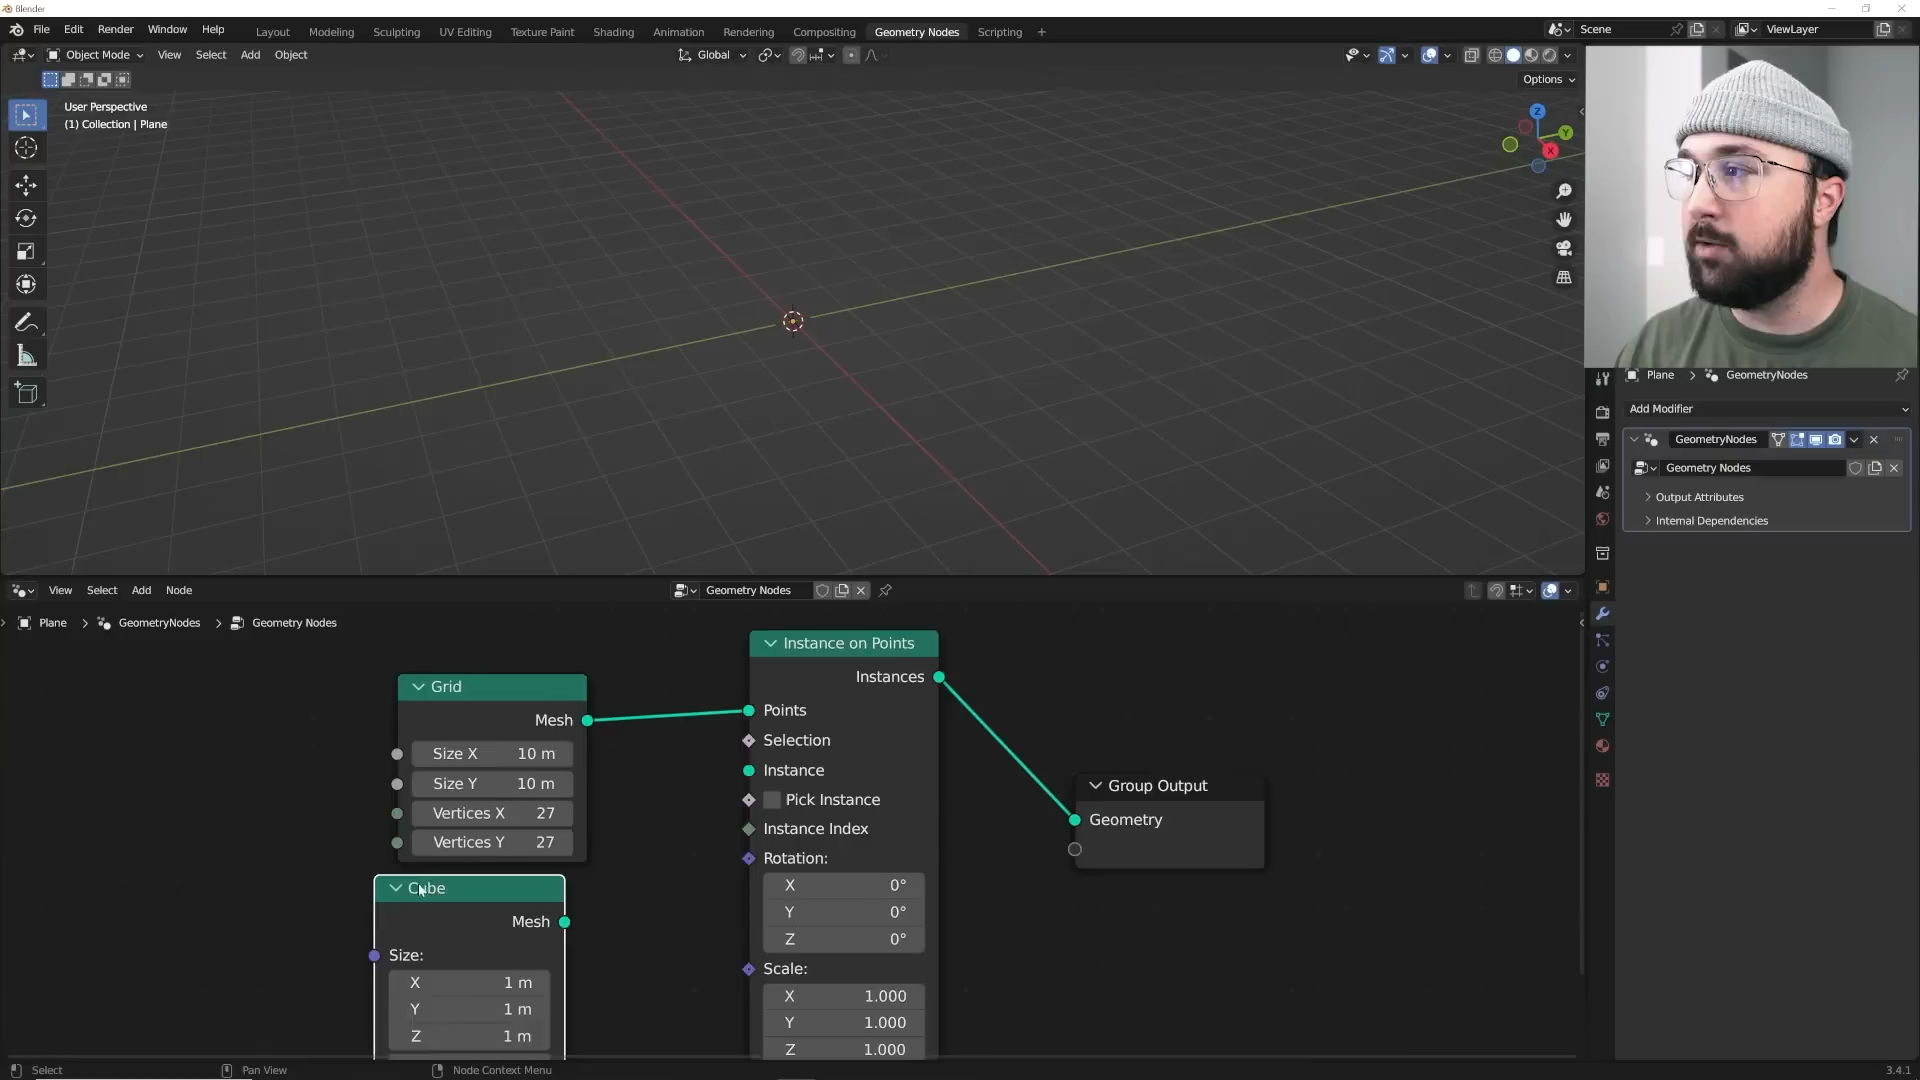 Blender
File Edit Render Window Help Layout Modeling Sculpting UV Editing Texture Paint Shading Animation Rendering Compositing Geometry Nodes Scripting + Scene ViewLayer
Object Mode View Select Add Object Global
Options
User Perspective
(1) Collection | Plane
Z
Y
X
Plane > GeometryNodes
Add Modifier
GeometryNodes
Geometry Nodes
Output Attributes
Internal Dependencies
View Select Add Node Geometry Nodes
Plane > GeometryNodes > Geometry Nodes
Grid
Mesh
Size X 10 m
Size Y 10 m
Vertices X 27
Vertices Y 27
Cube
Mesh
Size:
X 1 m
Y 1 m
Z 1 m
Instance on Points
Instances
Points
Selection
Instance
Pick Instance
Instance Index
Rotation:
X 0°
Y 0°
Z 0°
Scale:
X 1.000
Y 1.000
Z 1.000
Group Output
Geometry
Select Pan View Node Context Menu 3.4.1